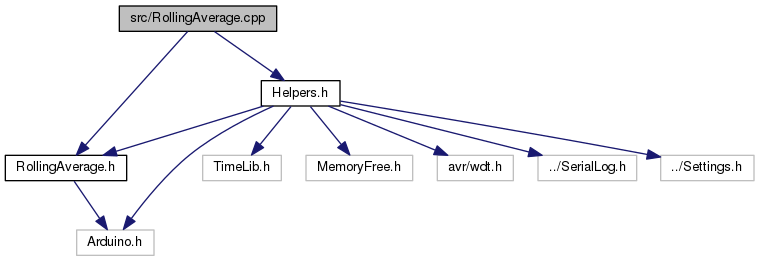 src/RollingAverage.cpp
Helpers.h
RollingAverage.h
TimeLib.h
MemoryFree.h
avr/wdt.h
../SerialLog.h
../Settings.h
Arduino.h